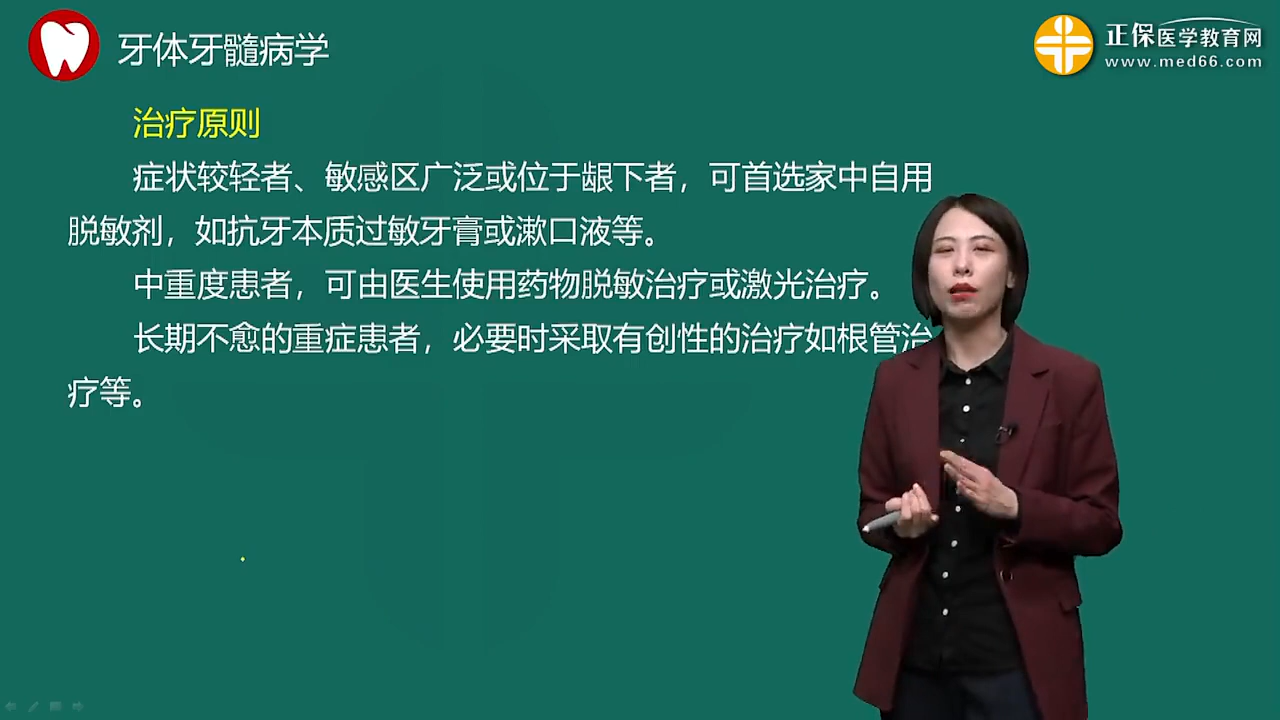 牙体牙髓病学
正保医学教育网
www.med66.com
治疗原则
症状较轻者、敏感区广泛或位于龈下者，可首选家中自用
脱敏剂，如抗牙本质过敏牙膏或漱口液等。
中重度患者，可由医生使用药物脱敏治疗或激光治疗。
长期不愈的重症患者，必要时采取有创性的治疗如根管治
疗等。